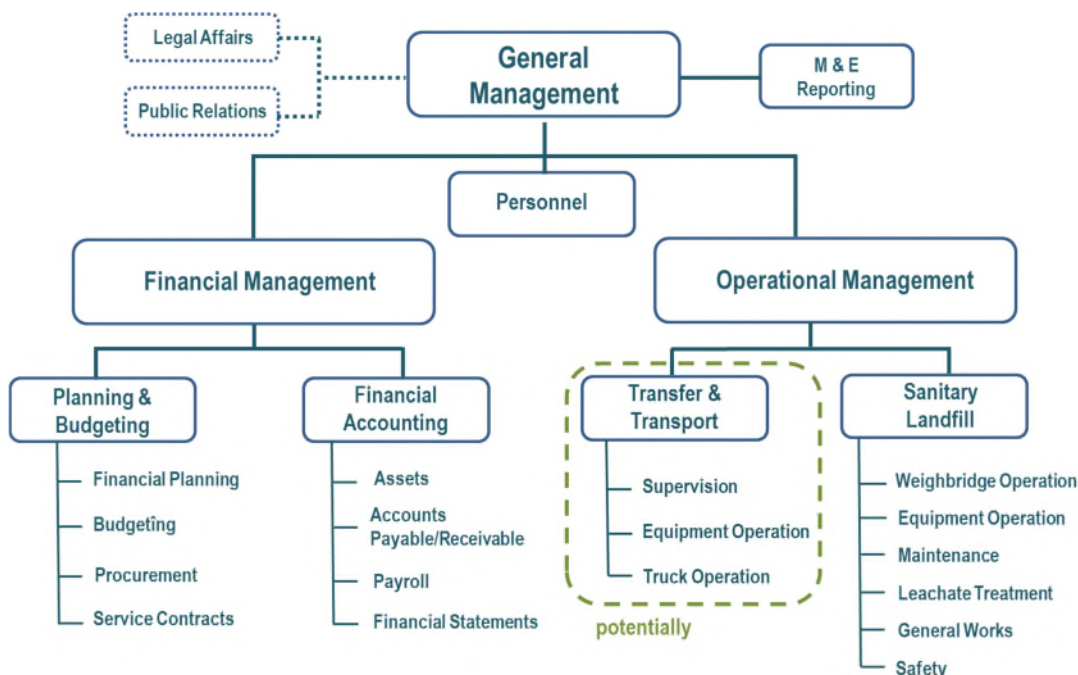 Legal Affairs
Public Relations
General
Management
M & E
Reporting
Personnel
Financial Management
Operational Management
Planning &
Budgeting
Financial Planning
Budgeting
Procurement
Service Contracts
Financial
Accounting
Assets
Accounts
Payable/Receivable
Payroll
Financial Statements
Transfer &
Transport
Supervision
Equipment Operation
Truck Operation
potentially
Sanitary
Landfill
Weighbridge Operation
Equipment Operation
Maintenance
Leachate Treatment
General Works
Safety